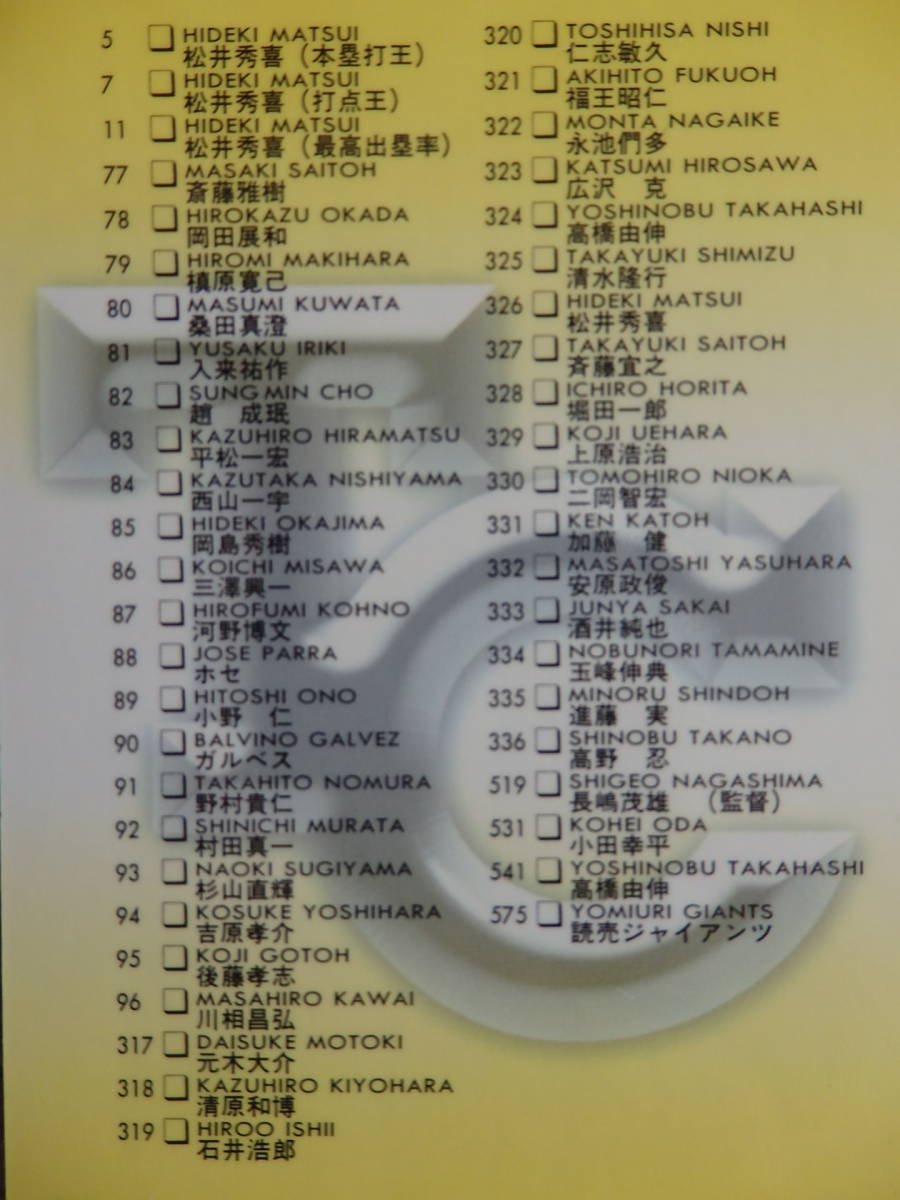 5 HIDEKI MATSUI
松井秀喜（本塁打王）
7 HIDEKI MATSUI
松井秀喜（打点王）
11 HIDEKI MATSUI
松井秀喜（最高出塁率）
77 MASAKI SAITOH
斎藤雅樹
78 HIROKAZU OKADA
岡田展和
79 HIROMI MAKIHARA
槙原寛己
80 MASUMI KUWATA
桑田真澄
81 YUSAKU IRIKI
入来祐作
82 SUNG MIN CHO
趙　成珉
83 KAZUHIRO HIRAMATSU
平松一宏
84 KAZUTAKA NISHIYAMA
西山一宇
85 HIDEKI OKAJIMA
岡島秀樹
86 KOICHI MISAWA
三澤興一
87 HIROFUMI KOHNO
河野博文
88 JOSE PARRA
ホセ
89 HITOSHI ONO
小野　仁
90 BALVINO GALVEZ
ガルベス
91 TAKAHITO NOMURA
野村貴仁
92 SHINICHI MURATA
村田真一
93 NAOKI SUGIYAMA
杉山直輝
94 KOSUKE YOSHIHARA
吉原孝介
95 KOJI GOTOH
後藤孝志
96 MASAHIRO KAWAI
川相昌弘
317 DAISUKE MOTOKI
元木大介
318 KAZUHIRO KIYOHARA
清原和博
319 HIROO ISHII
石井浩郎
320 TOSHIHISA NISHI
仁志敏久
321 AKIHITO FUKUOH
福王昭仁
322 MONTA NAGAIKE
永池們多
323 KATSUMI HIROSAWA
広沢　克
324 YOSHINOBU TAKAHASHI
高橋由伸
325 TAKAYUKI SHIMIZU
清水隆行
326 HIDEKI MATSUI
松井秀喜
327 TAKAYUKI SAITOH
斉藤宜之
328 ICHIRO HORITA
堀田一郎
329 KOJI UEHARA
上原浩治
330 TOMOHIRO NIOKA
二岡智宏
331 KEN KATOH
加藤　健
332 MASATOSHI YASUHARA
安原政俊
333 JUNYA SAKAI
酒井純也
334 NOBUNORI TAMAMINE
玉峰伸典
335 MINORU SHINDOH
進藤　実
336 SHINOBU TAKANO
高野　忍
519 SHIGEO NAGASHIMA
長嶋茂雄　（監督）
531 KOHEI ODA
小田幸平
541 YOSHINOBU TAKAHASHI
高橋由伸
575 YOMIURI GIANTS
読売ジャイアンツ